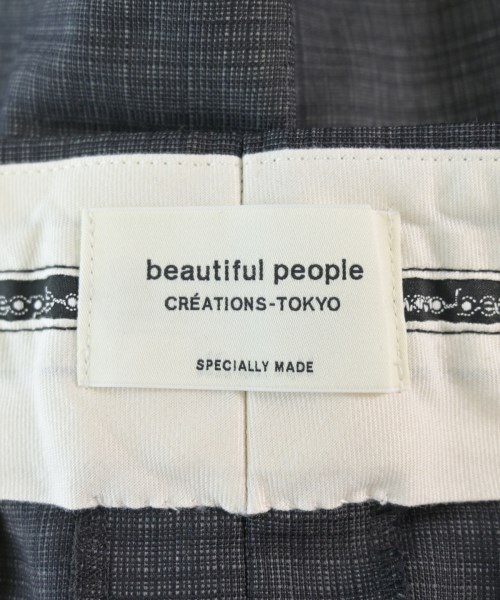 beautiful people
CRÉATIONS-TOKYO
SPECIALLY MADE